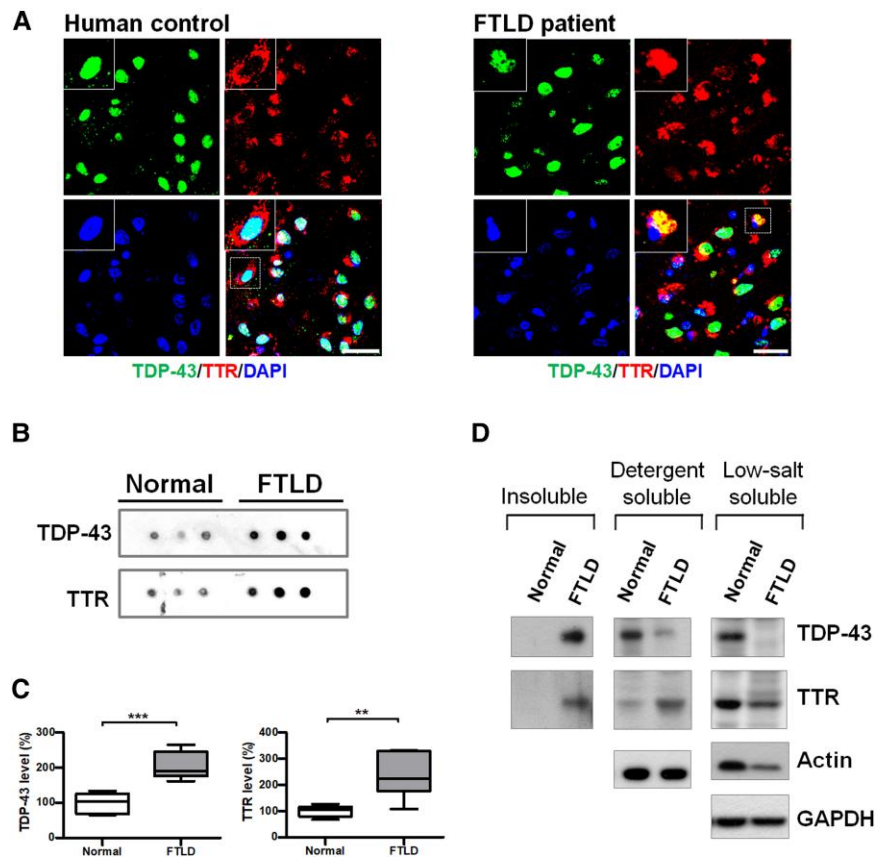 A
Human control
FTLD patient
TDP-43/TTR/DAPI
TDP-43/TTR/DAPI
B
Normal FTLD
TDP-43
TTR
C
***
TDP-43 level (%)
300
200
100
0
Normal FTLD
**
TTR level (%)
400
300
200
100
0
Normal FTLD
D
Insoluble
Detergent
soluble
Low-salt
soluble
Normal FTLD Normal FTLD Normal FTLD
TDP-43
TTR
Actin
GAPDH